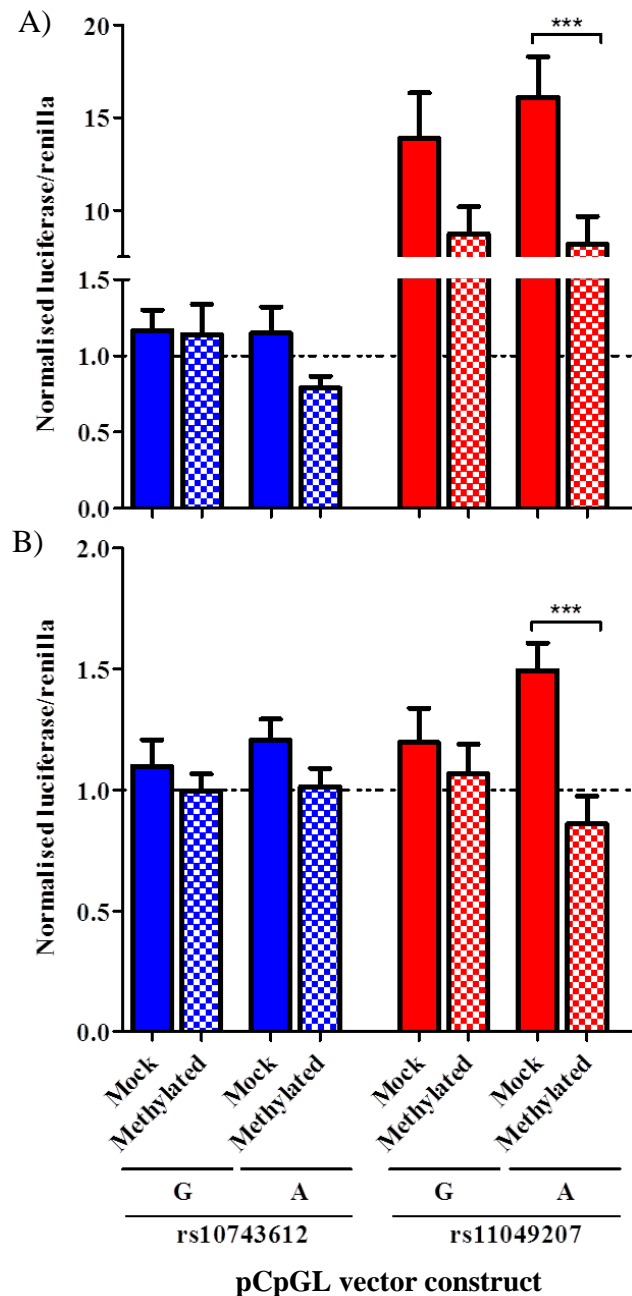 A)
20
***
15
10
1.5
1.0
0.5
0.0
Normalised luciferase/renilla
B)
2.0
***
1.5
1.0
0.5
0.0
Normalised luciferase/renilla
Mock Methylated Mock Methylated Mock Methylated Mock Methylated
G A G A
rs10743612 rs11049207
pCpGL vector construct